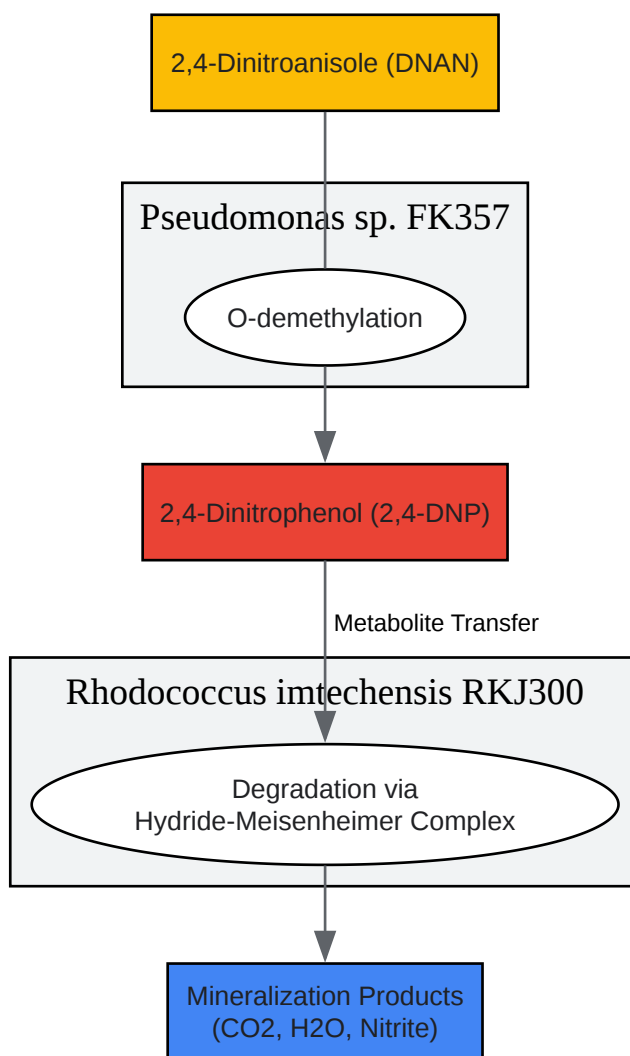 2,4-Dinitroanisole (DNAN)
Pseudomonas sp. FK357
O-demethylation
2,4-Dinitrophenol (2,4-DNP)
Metabolite Transfer
Rhodococcus imtechensis RKJ300
Degradation via
Hydride-Meisenheimer Complex
Mineralization Products
(CO2, H2O, Nitrite)